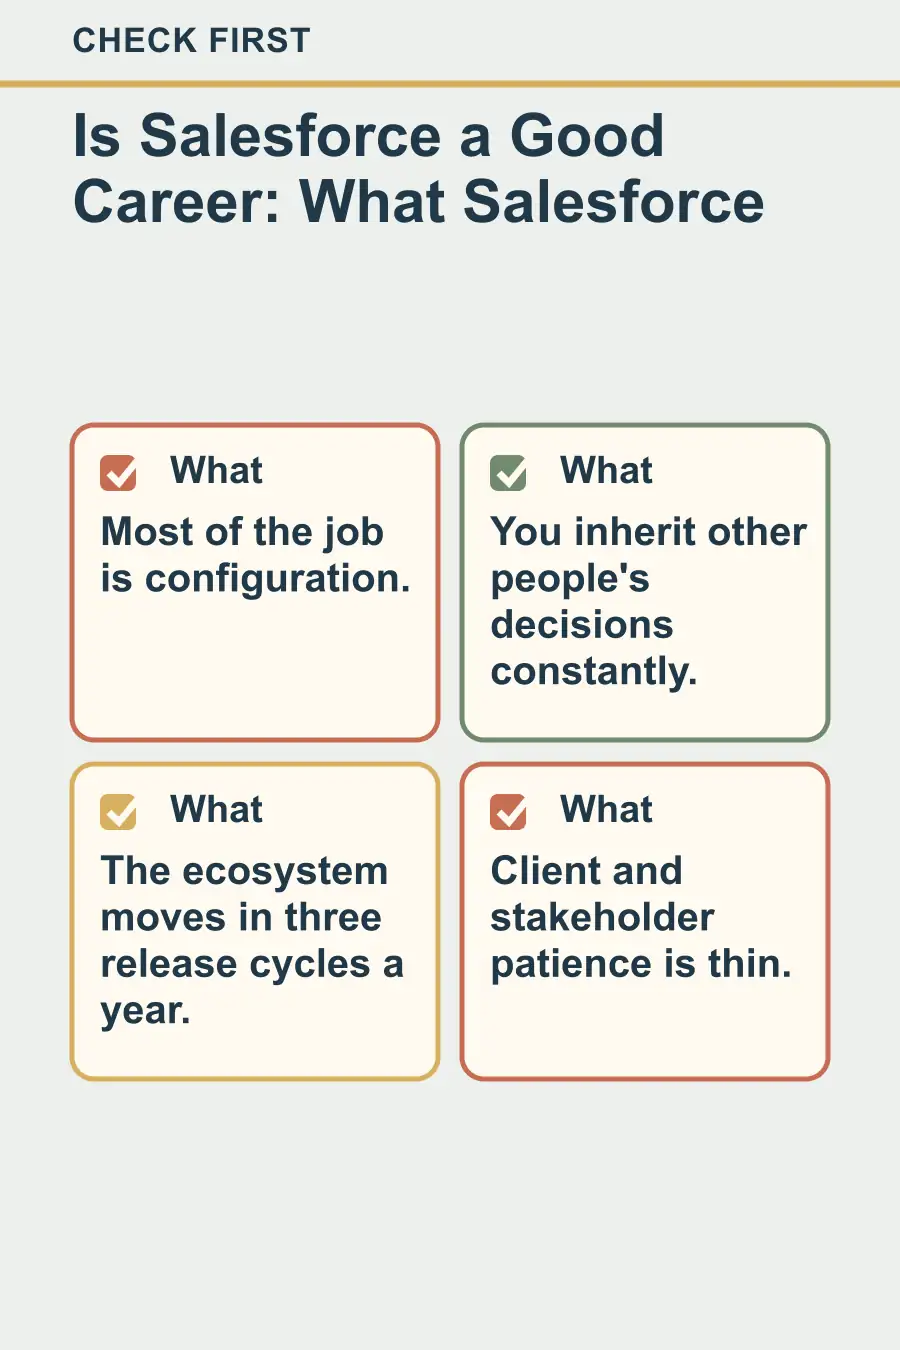 CHECK FIRST
Is Salesforce a Good
Career: What Salesforce
What
Most of the job
is configuration.
What
You inherit other
people's
decisions
constantly.
What
The ecosystem
moves in three
release cycles a
year.
What
Client and
stakeholder
patience is thin.